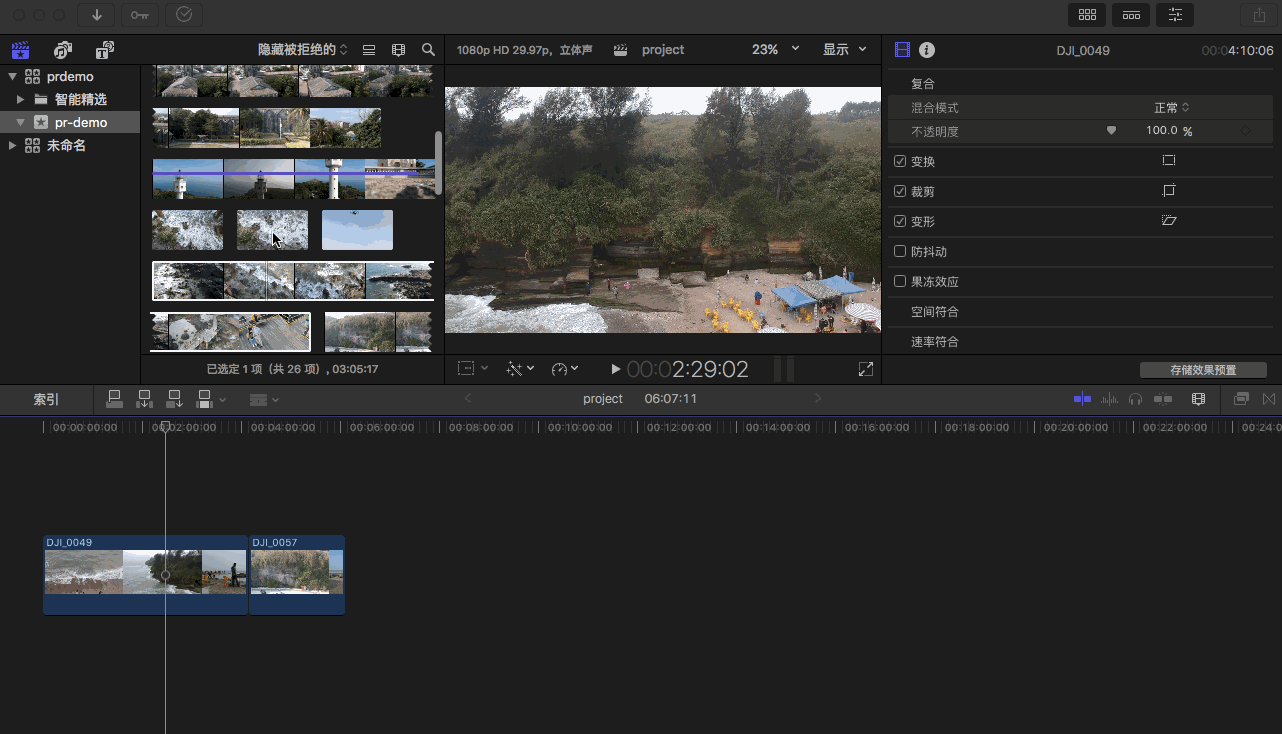 隐藏被拒绝的
1080p HD 29.97p，立体声
project
23%
显示
DJI_0049
00:04:10:06
prdemo
智能精选
pr-demo
未命名
复合
混合模式
正常
不透明度
100.0 %
变换
裁剪
变形
防抖动
果冻效应
空间符合
速率符合
已选定 1 项（共 26 项）, 03:05:17
00:02:29:02
存储效果预置
索引
project
06:07:11
00:00:00:00
00:02:00:00
00:04:00:00
00:06:00:00
00:08:00:00
00:10:00:00
00:12:00:00
00:14:00:00
00:16:00:00
00:18:00:00
00:20:00:00
00:22:00:00
00:24:0
DJI_0049
DJI_0057